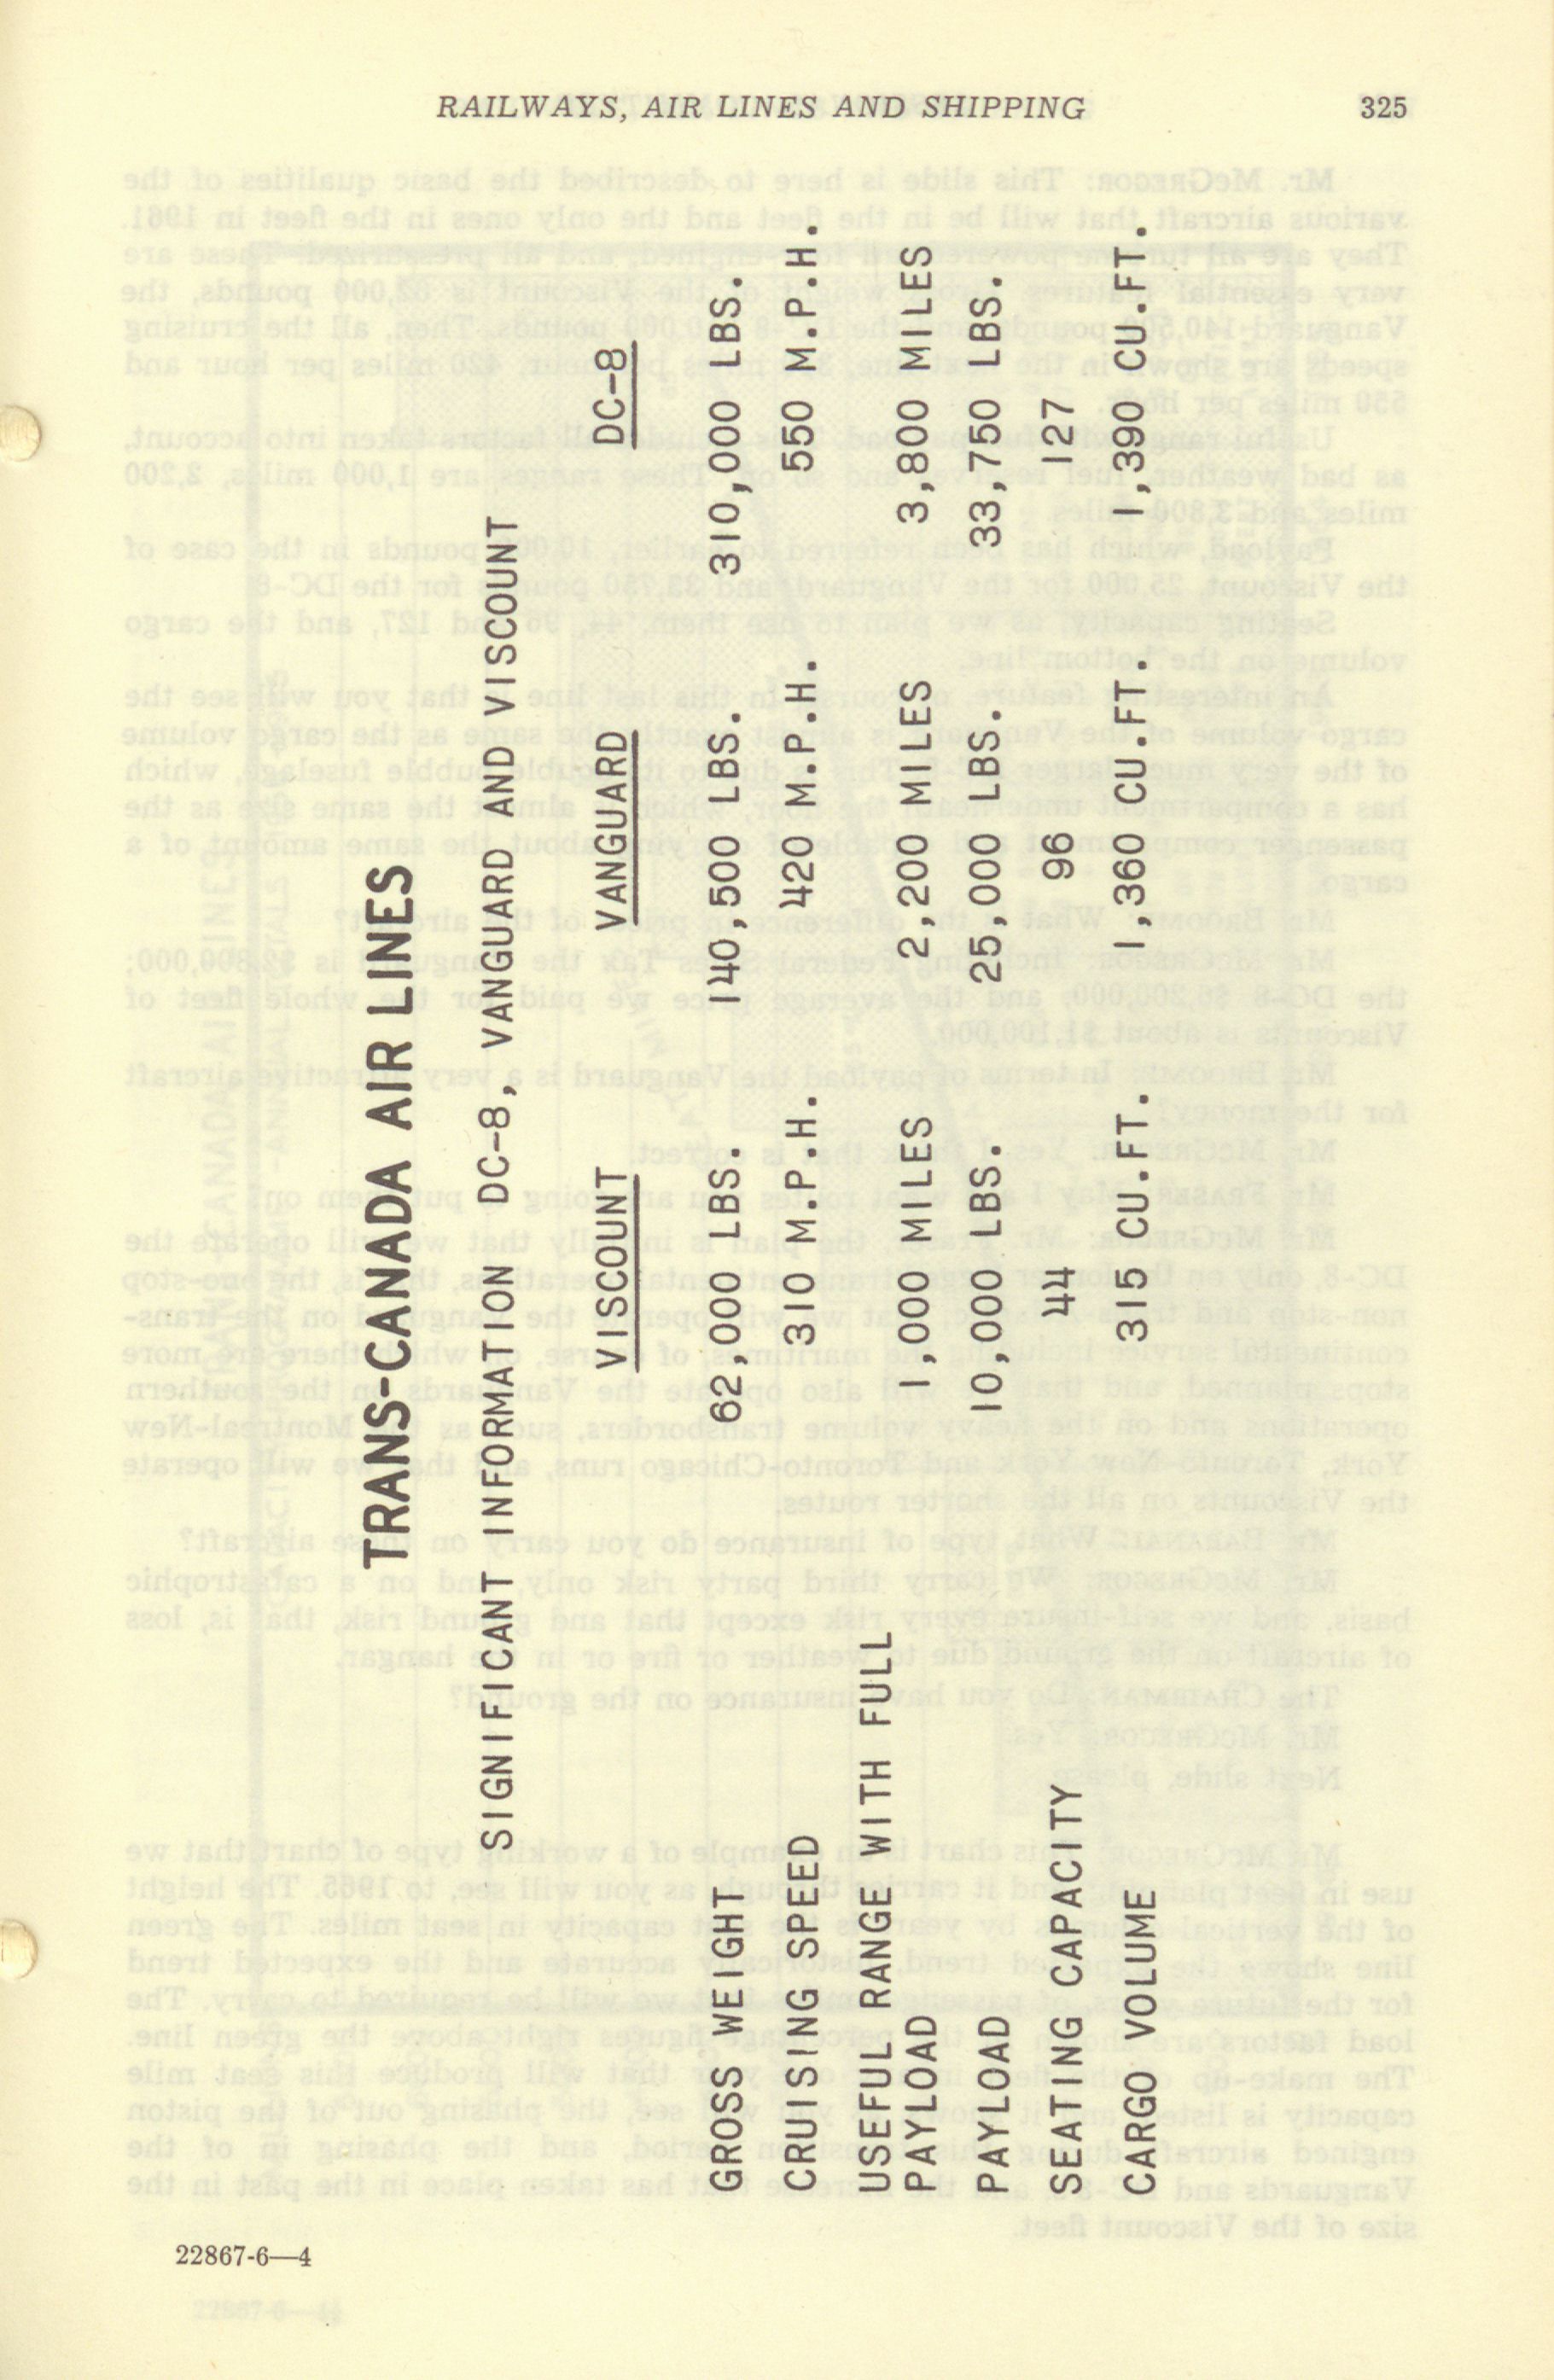 RAILWAYS, AIR LINES AND SHIPPING 325
TRANS-CANADA AIR LINES
SIGNIFICANT INFORMATION DC-8, VANGUARD AND VISCOUNT
VISCOUNT VANGUARD DC-8
GROSS WEIGHT 62,000 LBS. 140,500 LBS. 310,000 LBS.
CRUISING SPEED 310 M.P.H. 420 M.P.H. 550 M.P.H.
USEFUL RANGE WITH FULL
PAYLOAD 1,000 MILES 2,200 MILES 3,800 MILES
PAYLOAD 10,000 LBS. 25,000 LBS. 33,750 LBS.
SEATING CAPACITY 44 96 127
CARGO VOLUME 315 CU.FT. 1,360 CU.FT. 1,390 CU.FT.
22867-6—4